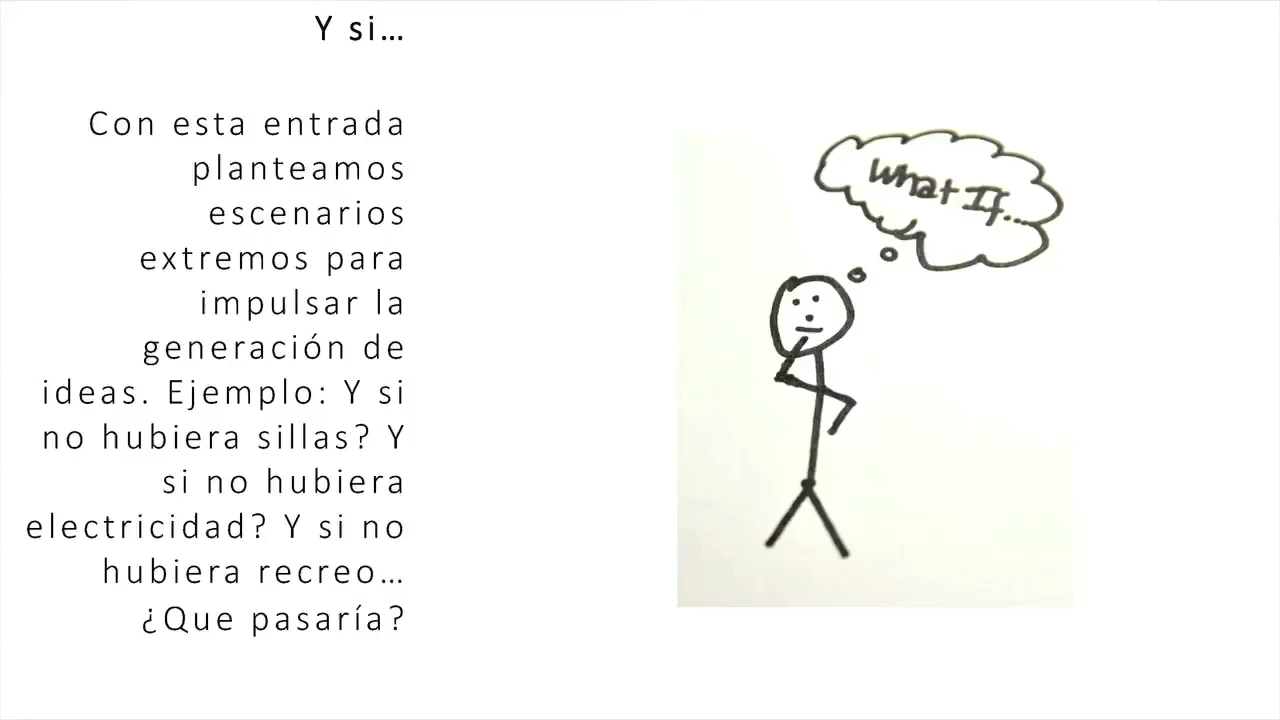 Y si…
Con esta entrada
planteamos
escenarios
extremos para
impulsar la
generación de
ideas. Ejemplo: Y si
no hubiera sillas? Y
si no hubiera
electricidad? Y si no
hubiera recreo…
¿Que pasaría?
What If...